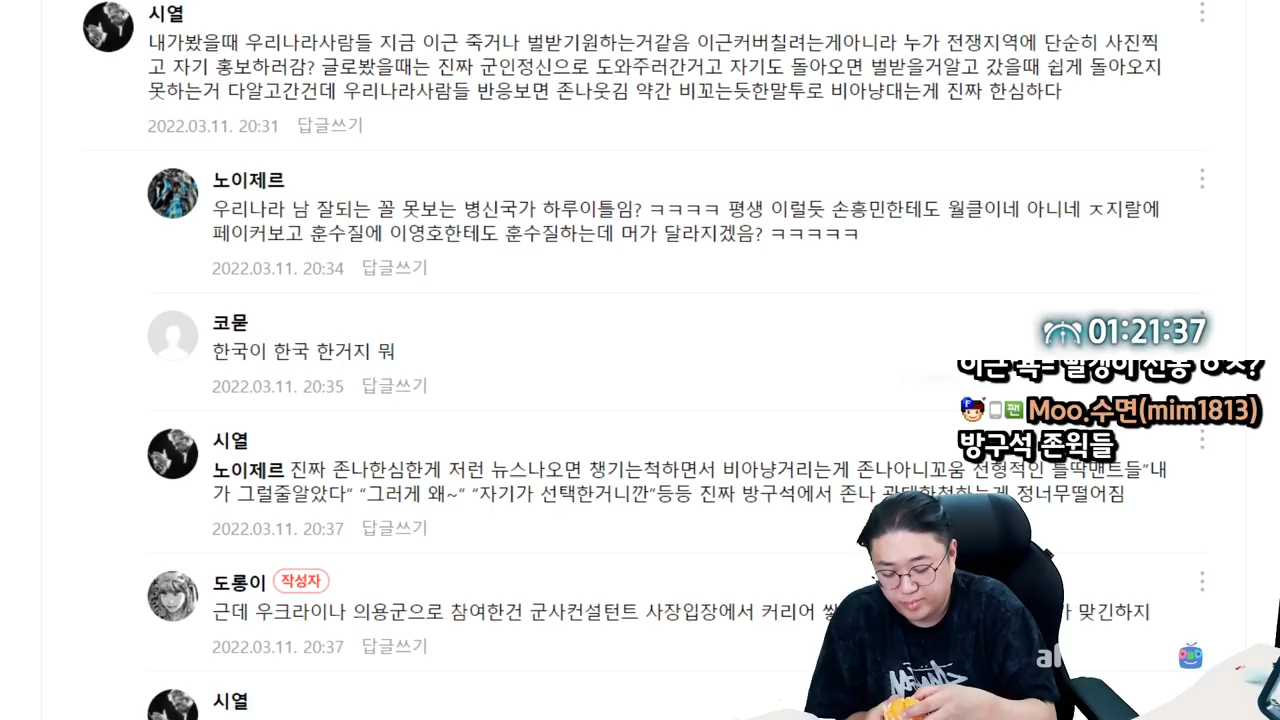 시열
내가봤을때 우리나라사람들 지금 이근 죽거나 벌받기원하는거같음 이근커버칠려는게아니라 누가 전쟁지역에 단순히 사진찍
고 자기 홍보하러감? 글로봤을때는 진짜 군인정신으로 도와주러간거고 자기도 돌아오면 벌받을거알고 갔을때 쉽게 돌아오지
못하는거 다알고간건데 우리나라사람들 반응보면 존나웃김 약간 비꼬는듯한말투로 비아냥대는게 진짜 한심하다
2022.03.11. 20:31 답글쓰기
노이제르
우리나라 남 잘되는 꼴 못보는 병신국가 하루이틀임? ㅋㅋㅋㅋ 평생 이럴듯 손흥민한테도 월클이네 아니네 ㅈ지랄에
페이커보고 훈수질에 이영호한테도 훈수질하는데 머가 달라지겠음? ㅋㅋㅋㅋㅋ
2022.03.11. 20:34 답글쓰기
코묻
한국이 한국 한거지 뭐
2022.03.11. 20:35 답글쓰기
01:21:37
Moo.수면(mim1813)
방구석 존윅들
시열
노이제르 진짜 존나한심한게 저런 뉴스나오면 챙기는척하면서 비아냥거리는게 존나아니꼬움 전형적인 틀딱맨트들"내
가 그럴줄알았다" "그러게 왜~" "자기가 선택한거니깐"등등 진짜 방구석에서 존나 정너무떨어짐
2022.03.11. 20:37 답글쓰기
도롱이 작성자
근데 우크라이나 의용군으로 참여한건 군사컨설턴트 사장입장에서 커리어 맞긴하지
2022.03.11. 20:37 답글쓰기
시열